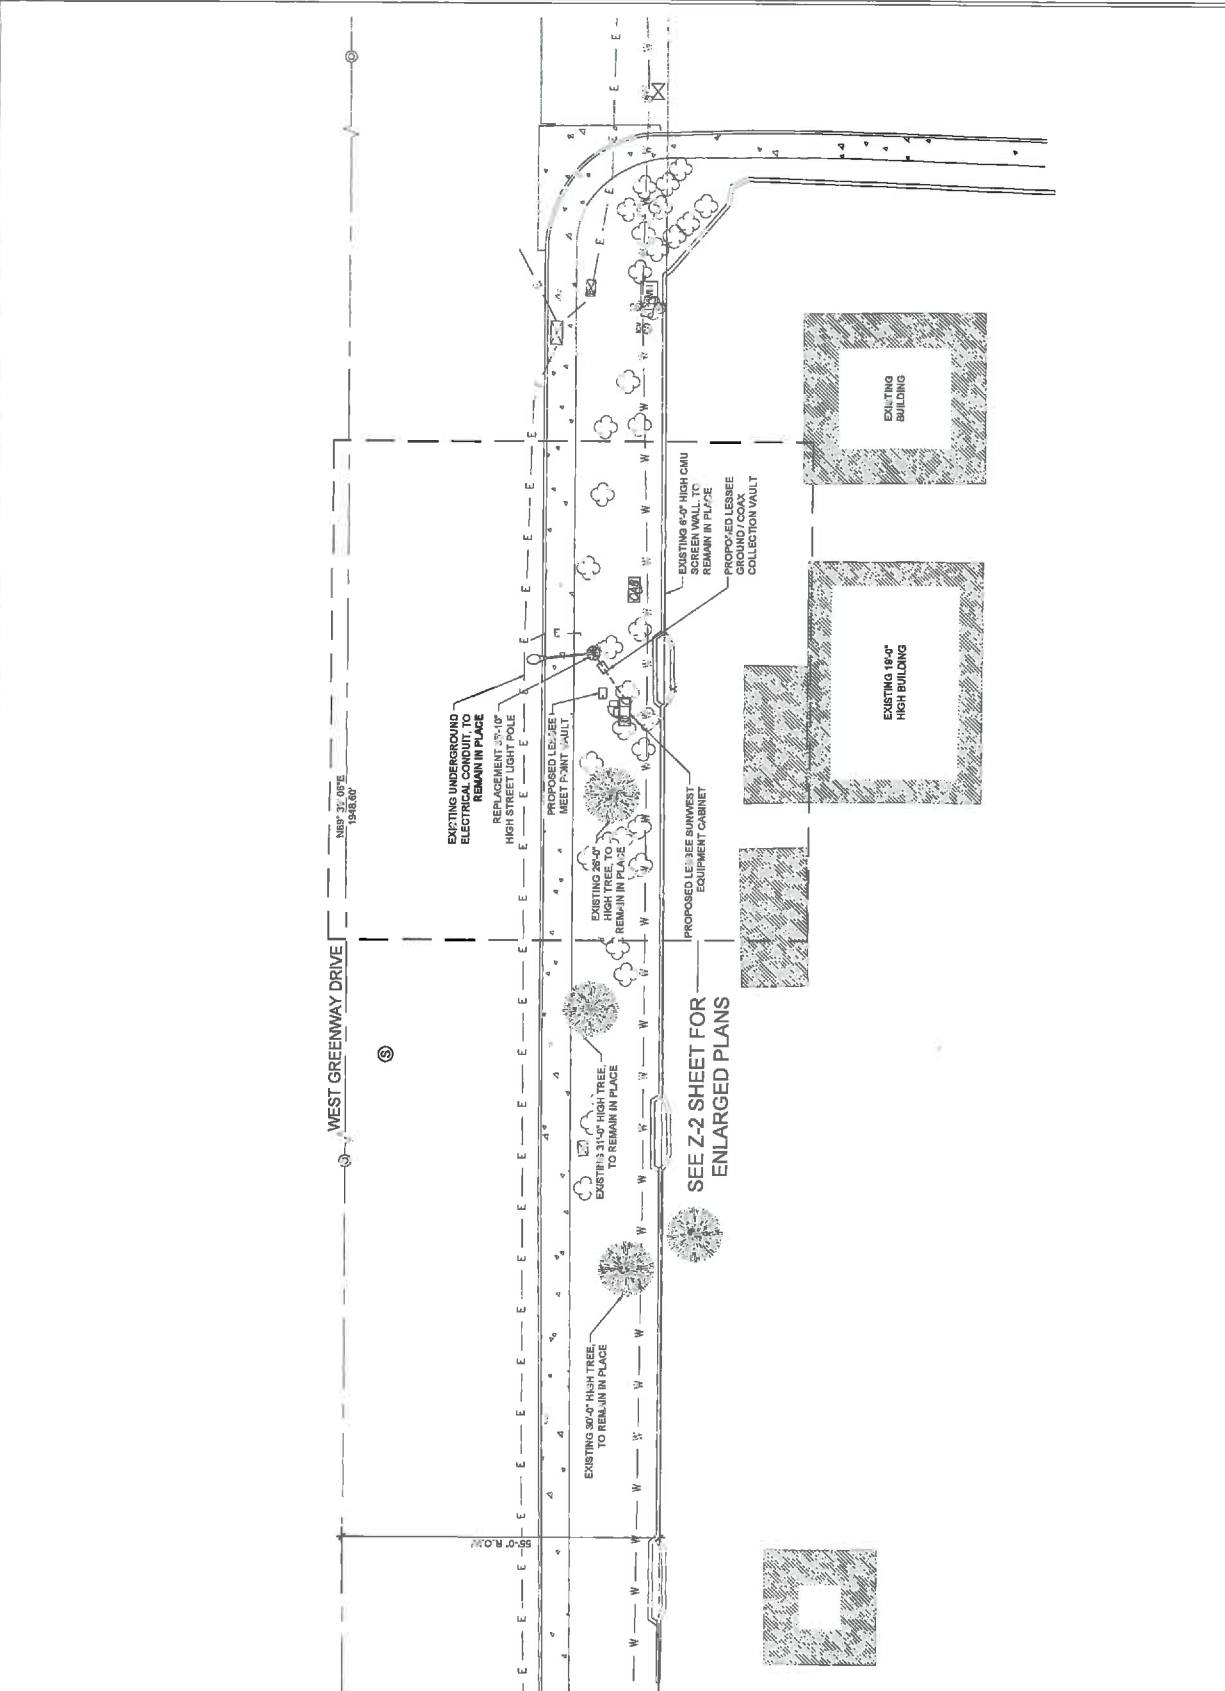 WEST GREENWAY DRIVE
1948.60'
EXISTING UNDERGROUND
ELECTRICAL CONDUIT, TO
REMAIN IN PLACE
HIGH STREET LIGHT POLE
PROPOSED LESSEE
MEET POINT VAULT
EXISTING 26'-0"
HIGH TREE, TO
REMAIN IN PLACE
EXISTING 31'-0" HIGH TREE,
TO REMAIN IN PLACE
EXISTING 30'-0" HIGH TREE,
TO REMAIN IN PLACE
55'-0" R.O.W.
EXISTING 6'-0" HIGH CMU
SCREEN WALL, TO
REMAIN IN PLACE
PROPOSED LESSEE
GROUND / COAX
COLLECTION VAULT
PROPOSED LESSEE SUNWEST
EQUIPMENT CABINET
SEE Z-2 SHEET FOR
ENLARGED PLANS
EXISTING
BUILDING
EXISTING 19'-0"
HIGH BUILDING
S